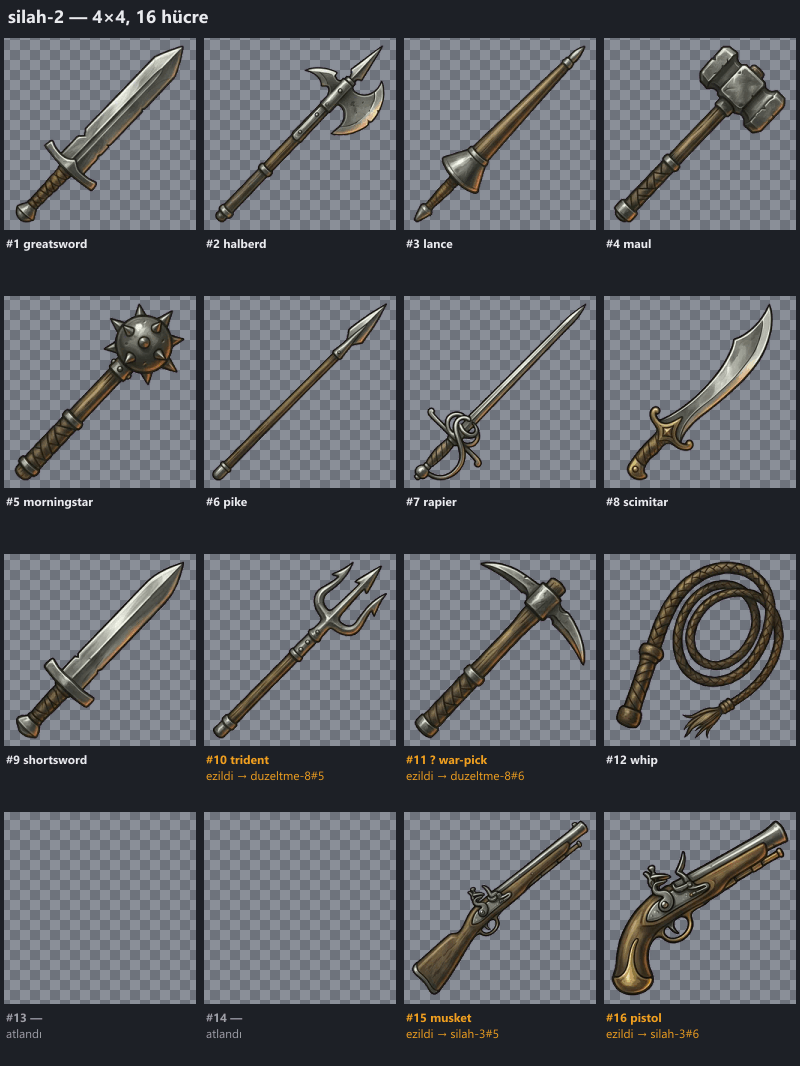 silah-2 — 4×4, 16 hücre
#1 greatsword
#2 halberd
#3 lance
#4 maul
#5 morningstar
#6 pike
#7 rapier
#8 scimitar
#9 shortsword
#10 trident
ezildi → duzeltme-8#5
#11 ? war-pick
ezildi → duzeltme-8#6
#12 whip
#13 —
atlandı
#14 —
atlandı
#15 musket
ezildi → silah-3#5
#16 pistol
ezildi → silah-3#6